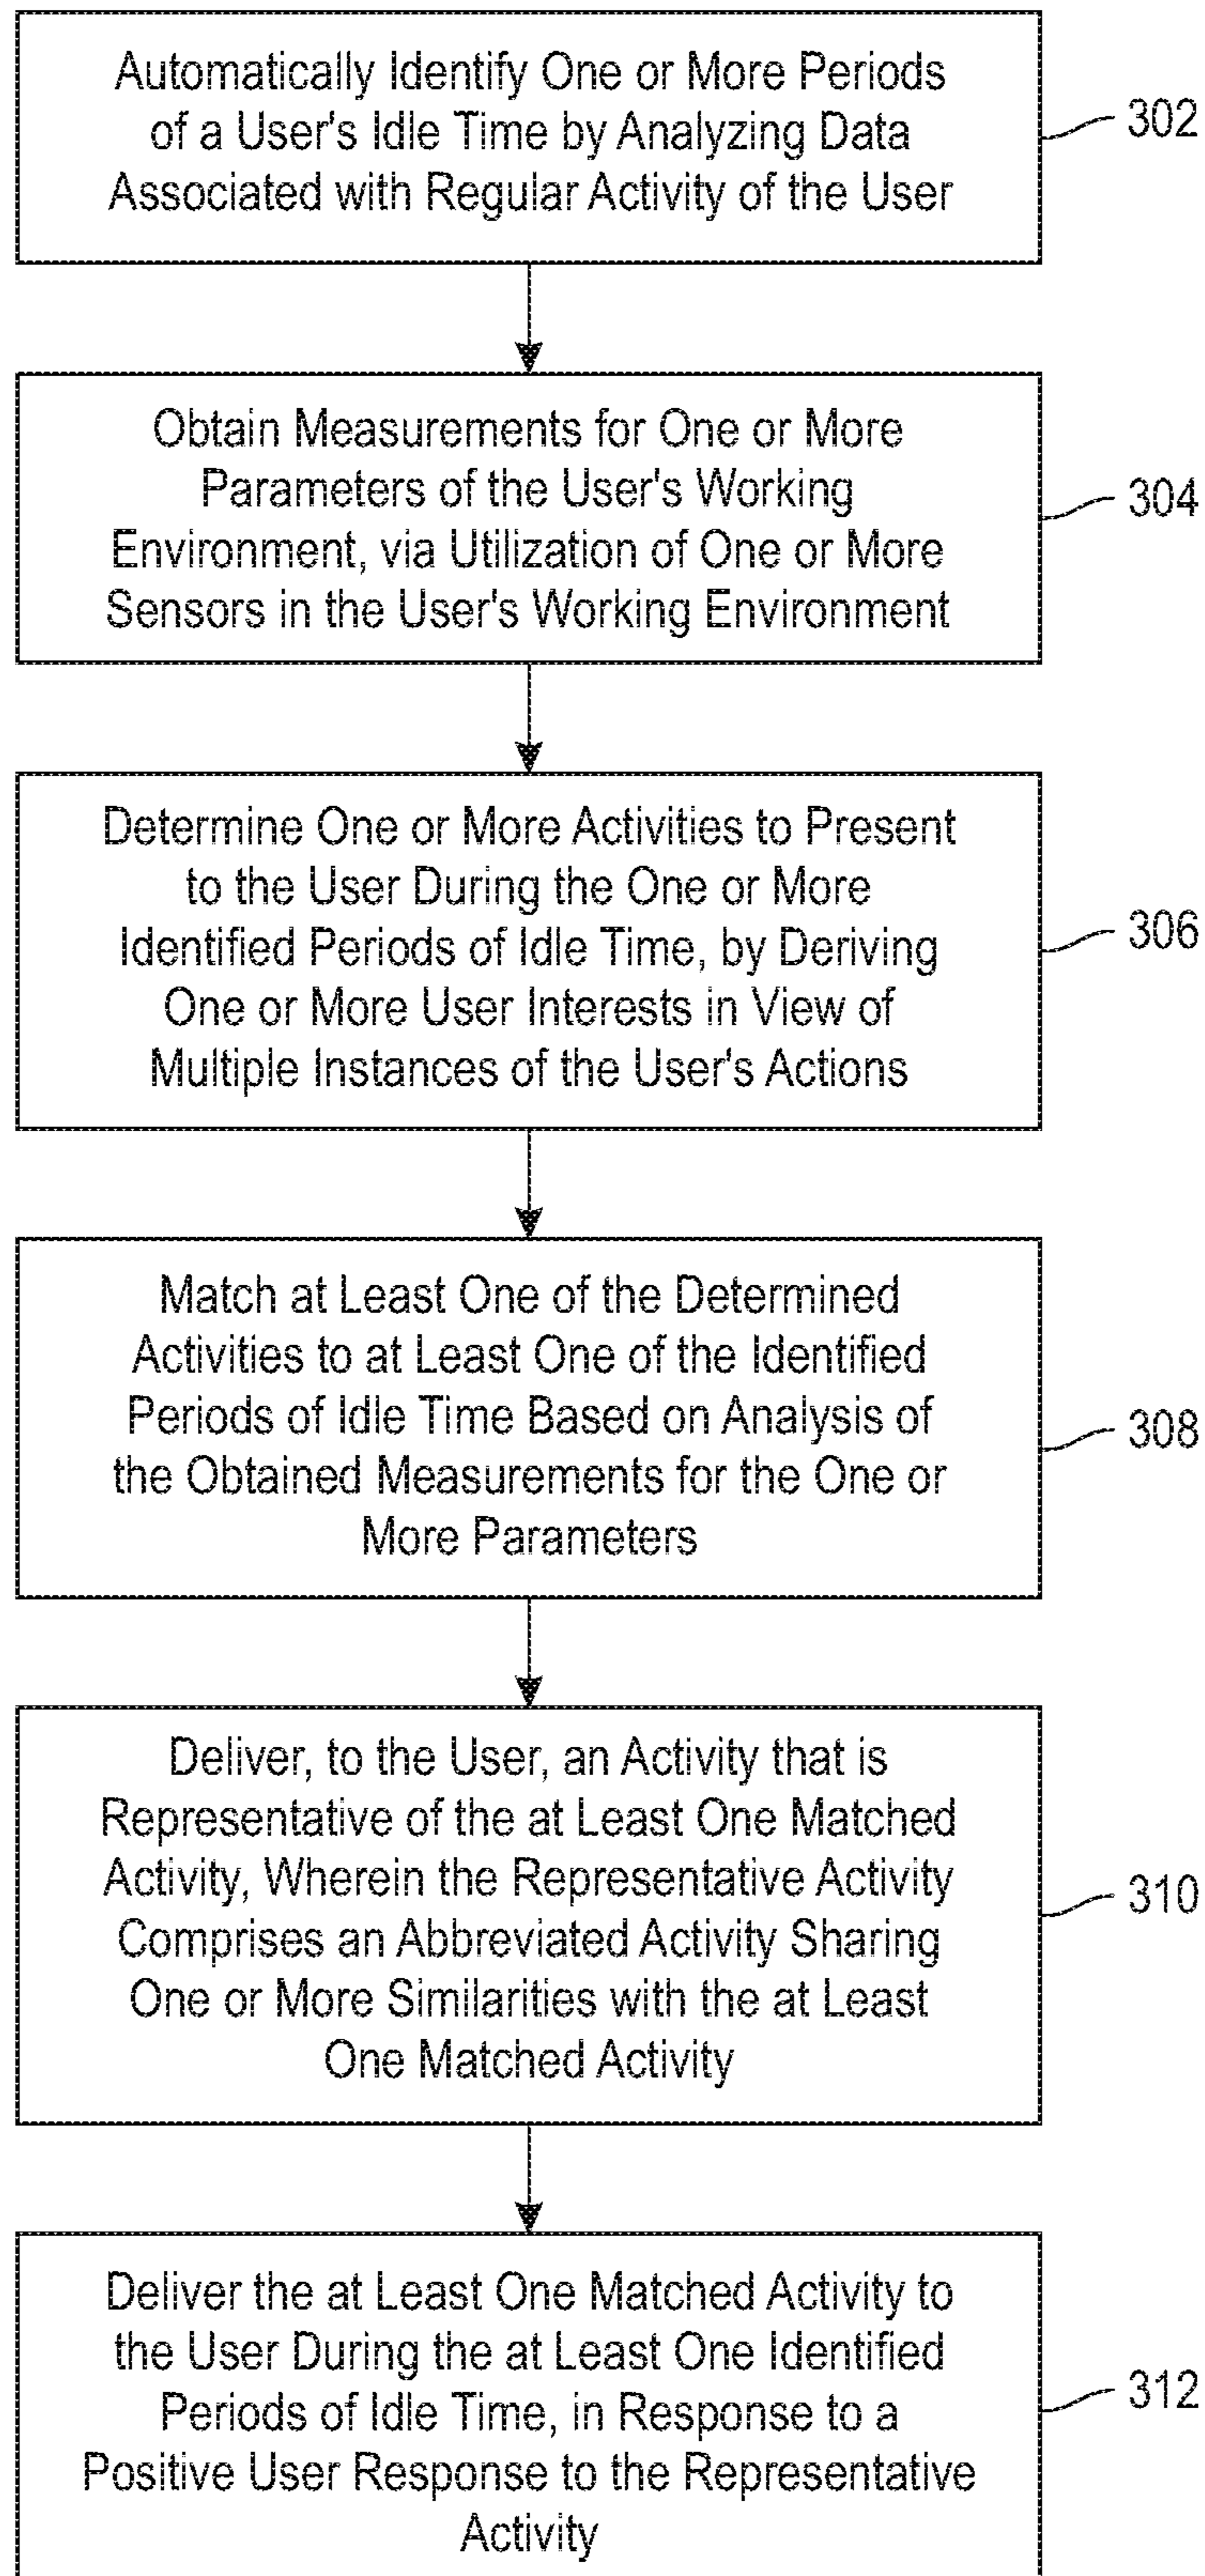 Automatically Identify One or More Periods
of a User's Idle Time by Analyzing Data
Associated with Regular Activity of the User
302
Obtain Measurements for One or More
Parameters of the User's Working
Environment, via Utilization of One or More
Sensors in the User's Working Environment
304
Determine One or More Activities to Present
to the User During the One or More
Identified Periods of Idle Time, by Deriving
One or More User Interests in View of
Multiple Instances of the User's Actions
306
Match at Least One of the Determined
Activities to at Least One of the Identified
Periods of Idle Time Based on Analysis of
the Obtained Measurements for the One or
More Parameters
308
Deliver, to the User, an Activity that is
Representative of the at Least One Matched
Activity, Wherein the Representative Activity
Comprises an Abbreviated Activity Sharing
One or More Similarities with the at Least
One Matched Activity
310
Deliver the at Least One Matched Activity to
the User During the at Least One Identified
Periods of Idle Time, in Response to a
Positive User Response to the Representative
Activity
312